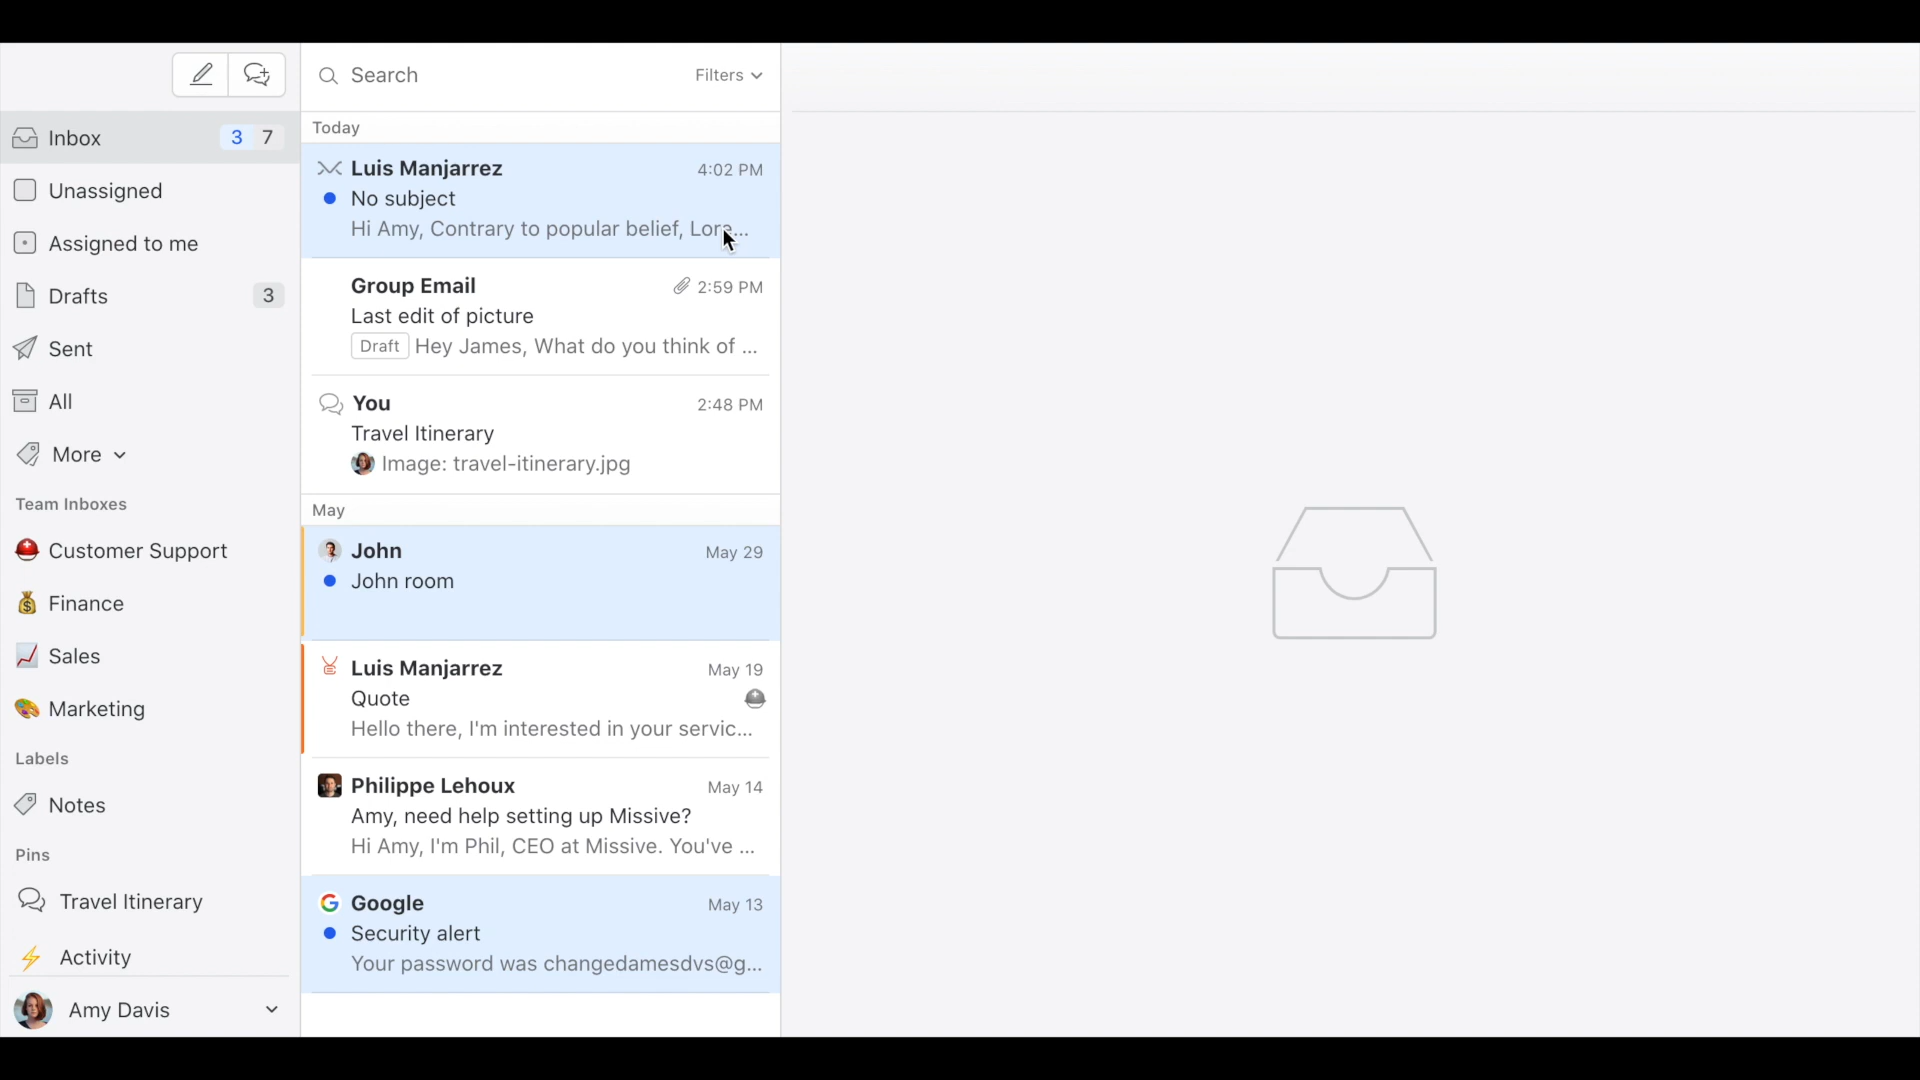 Search
Filters
Inbox 3 7
Unassigned
Assigned to me
Drafts 3
Sent
All
More
Team Inboxes
Customer Support
Finance
Sales
Marketing
Labels
Notes
Pins
Travel Itinerary
Activity
Amy Davis
Today
Luis Manjarrez 4:02 PM
No subject
Hi Amy, Contrary to popular belief, Lore...
Group Email 2:59 PM
Last edit of picture
Draft Hey James, What do you think of ...
You 2:48 PM
Travel Itinerary
Image: travel-itinerary.jpg
May
John May 29
John room
Luis Manjarrez May 19
Quote
Hello there, I'm interested in your servic...
Philippe Lehoux May 14
Amy, need help setting up Missive?
Hi Amy, I'm Phil, CEO at Missive. You've ...
Google May 13
Security alert
Your password was changedamesdvs@g...